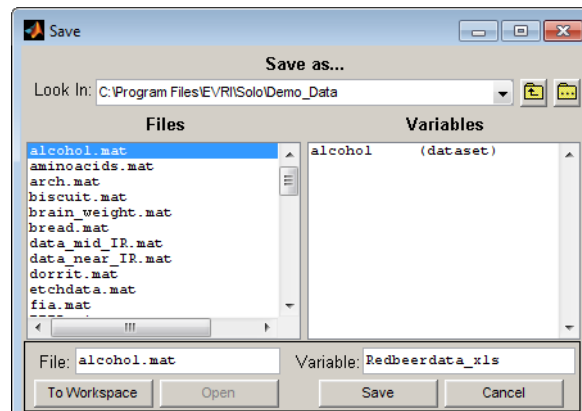 Save
Save as...
Look In: C:\Program Files\EVRI\Solo\Demo_Data
Files
Variables
alcohol.mat
aminoacids.mat
arch.mat
biscuit.mat
brain_weight.mat
bread.mat
data_mid_IR.mat
data_near_IR.mat
dorrit.mat
etchdata.mat
fia.mat
alcohol (dataset)
File: alcohol.mat
Variable: Redbeerdata_xls
To Workspace
Open
Save
Cancel